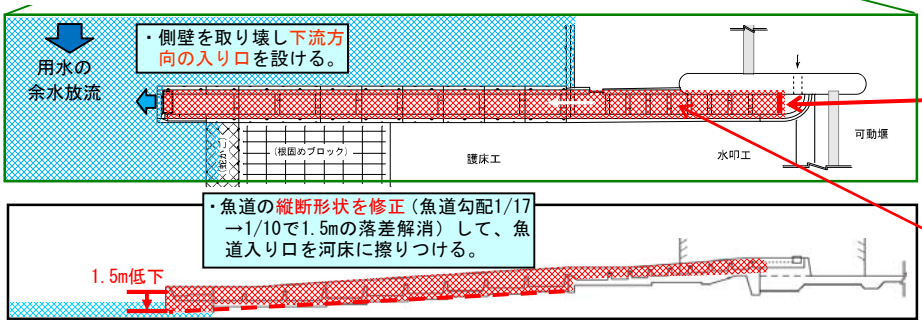 ・側壁を取り壊し下流方
向の入り口を設ける。
用水の
余水放流
(蛇かご)
(根固めブロック)
護床工
水叩工
可動堰
・魚道の縦断形状を修正（魚道勾配1/17
→1/10で1.5mの落差解消）して、魚
道入り口を河床に擦りつける。
1.5m低下